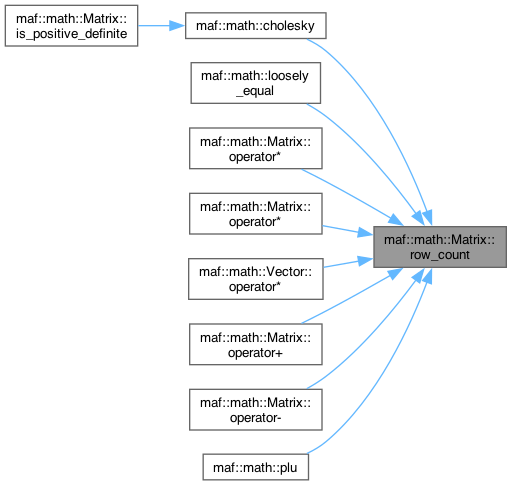 maf::math::Matrix::
is_positive_definite
maf::math::cholesky
maf::math::loosely
_equal
maf::math::Matrix::
operator*
maf::math::Matrix::
operator*
maf::math::Vector::
operator*
maf::math::Matrix::
operator+
maf::math::Matrix::
operator-
maf::math::plu
maf::math::Matrix::
row_count